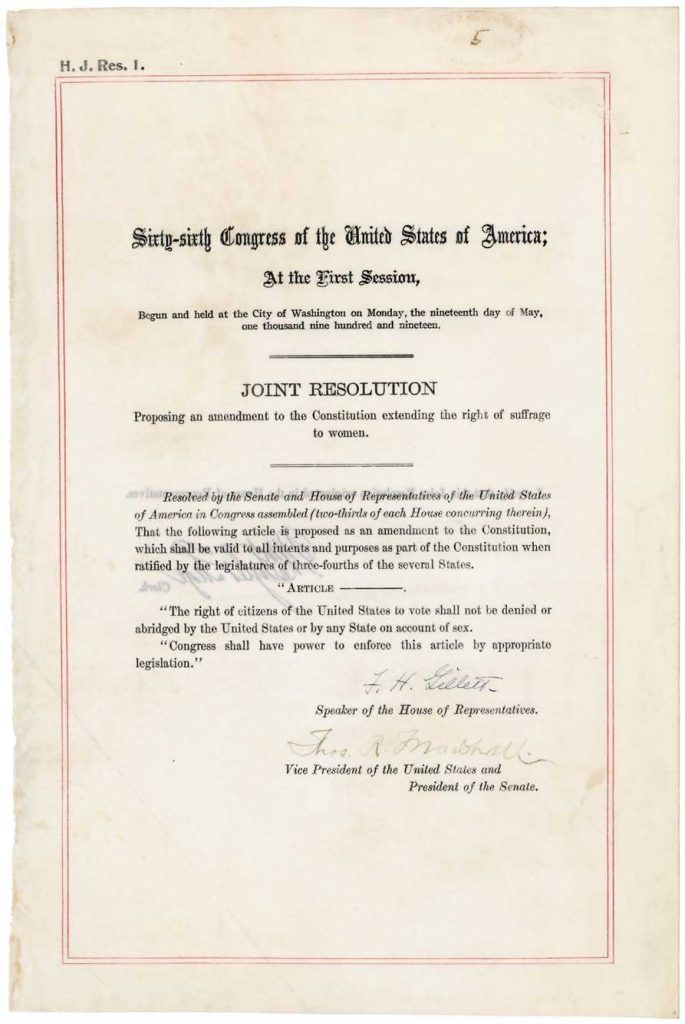 5
H. J. Res. 1.
Sixty-sixth Congress of the United States of America;
At the First Session,
Begun and held at the City of Washington on Monday, the nineteenth day of May,
one thousand nine hundred and nineteen.
JOINT RESOLUTION
Proposing an amendment to the Constitution extending the right of suffrage
to women.
Resolved by the Senate and House of Representatives of the United States
of America in Congress assembled (two-thirds of each House concurring therein),
That the following article is proposed as an amendment to the Constitution,
which shall be valid to all intents and purposes as part of the Constitution when
ratified by the legislatures of three-fourths of the several States.
"ARTICLE ———.
"The right of citizens of the United States to vote shall not be denied or
abridged by the United States or by any State on account of sex.
"Congress shall have power to enforce this article by appropriate
legislation."
F. H. Gillett
Speaker of the House of Representatives.
Thos. R. Marshall.
Vice President of the United States and
President of the Senate.